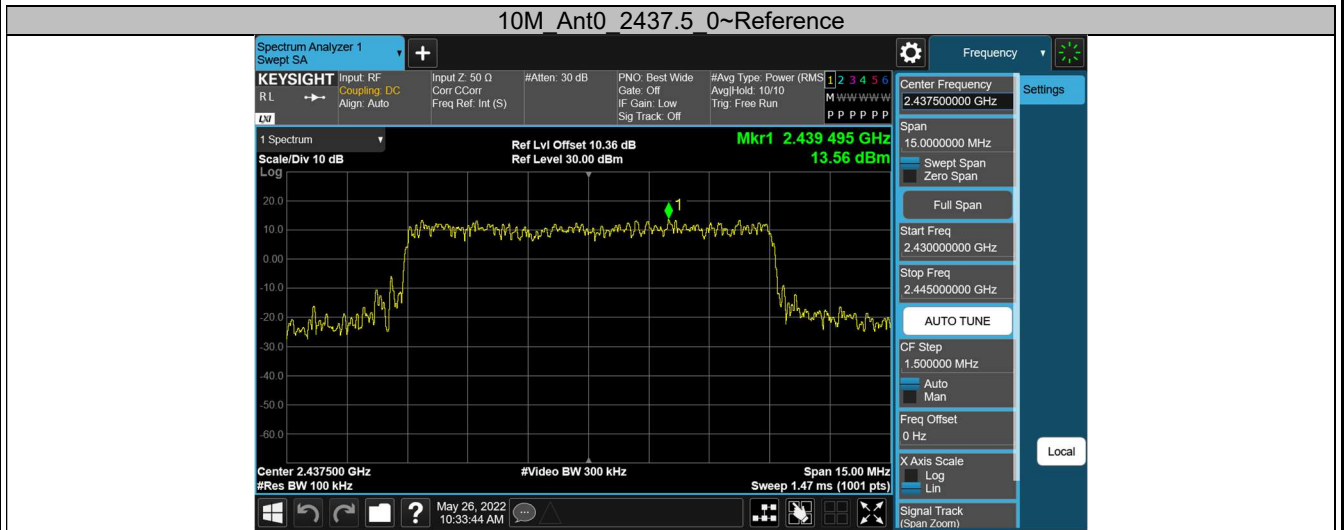 10M_Ant0_2437.5_0~Reference
Spectrum Analyzer 1
Swept SA
+
Frequency
KEYSIGHT
RL
LXI
Input: RF
Coupling: DC
Align: Auto
Input Z: 50 Ω
Corr CCorr
Freq Ref: Int (S)
#Atten: 30 dB
PNO: Best Wide
Gate: Off
IF Gain: Low
Sig Track: Off
#Avg Type: Power (RMS
Avg|Hold: 10/10
Trig: Free Run
1 2 3 4 5 6
M W W W W W
P P P P P P
1 Spectrum
Scale/Div 10 dB
Log
Ref Lvl Offset 10.36 dB
Ref Level 30.00 dBm
Mkr1 2.439 495 GHz
13.56 dBm
1
20.0
10.0
0.00
-10.0
-20.0
-30.0
-40.0
-50.0
-60.0
Center 2.437500 GHz
#Res BW 100 kHz
#Video BW 300 kHz
Span 15.00 MHz
Sweep 1.47 ms (1001 pts)
Center Frequency
2.437500000 GHz
Settings
Span
15.0000000 MHz
Swept Span
Zero Span
Full Span
Start Freq
2.430000000 GHz
Stop Freq
2.445000000 GHz
AUTO TUNE
CF Step
1.500000 MHz
Auto
Man
Freq Offset
0 Hz
X Axis Scale
Log
Lin
Local
Signal Track
(Span Zoom)
?
May 26, 2022
10:33:44 AM